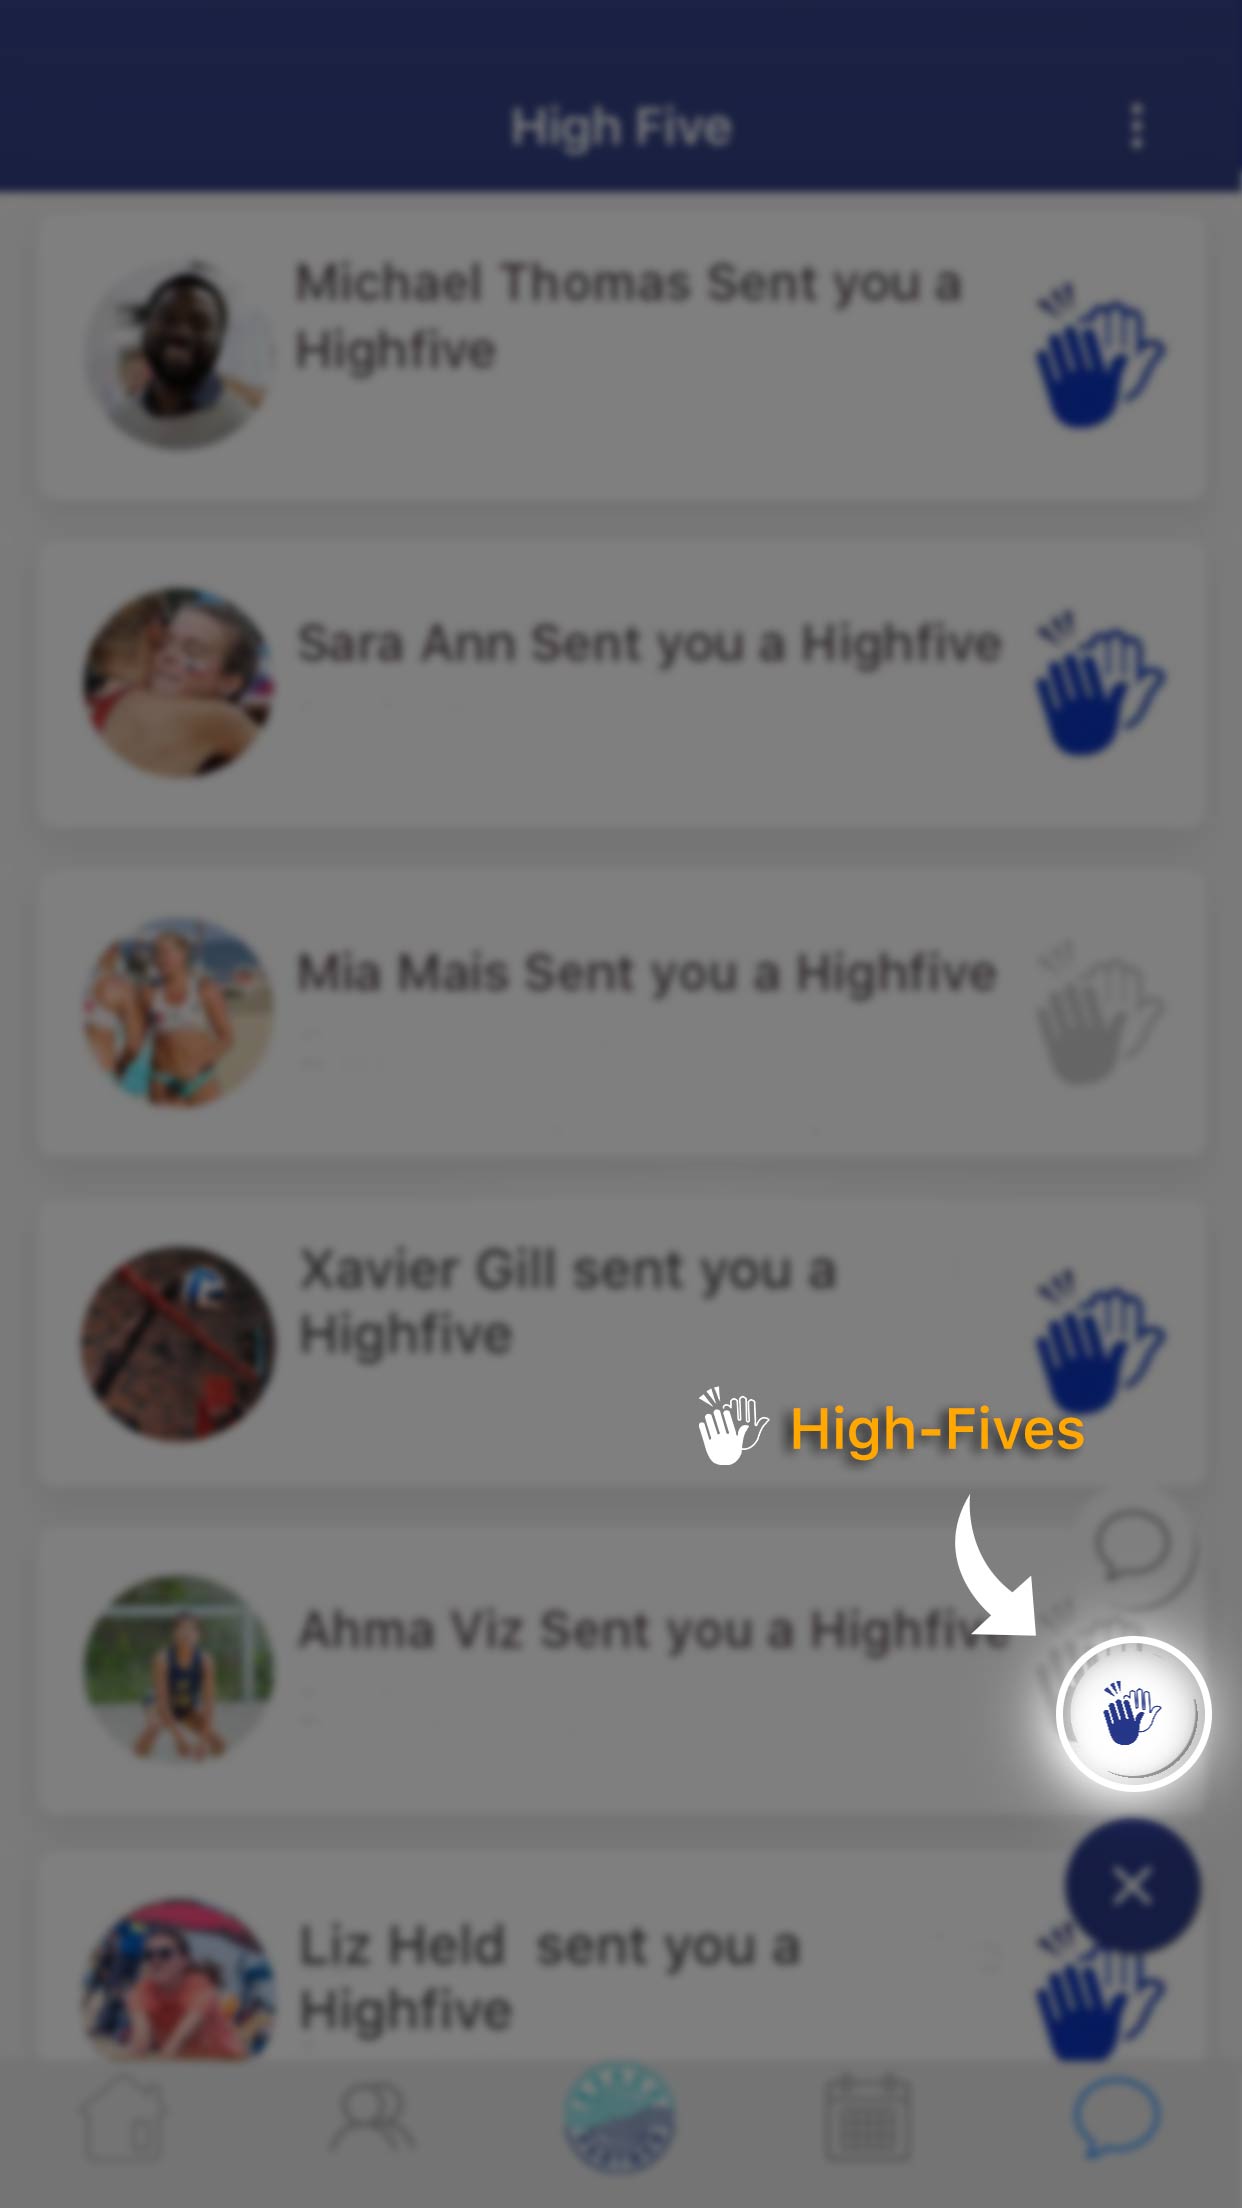 High Five
Michael Thomas Sent you a
Highfive
Sara Ann Sent you a Highfive
Mia Mais Sent you a Highfive
Xavier Gill sent you a
Highfive
High-Fives
Ahma Viz Sent you a Highfive
Liz Held sent you a
Highfive